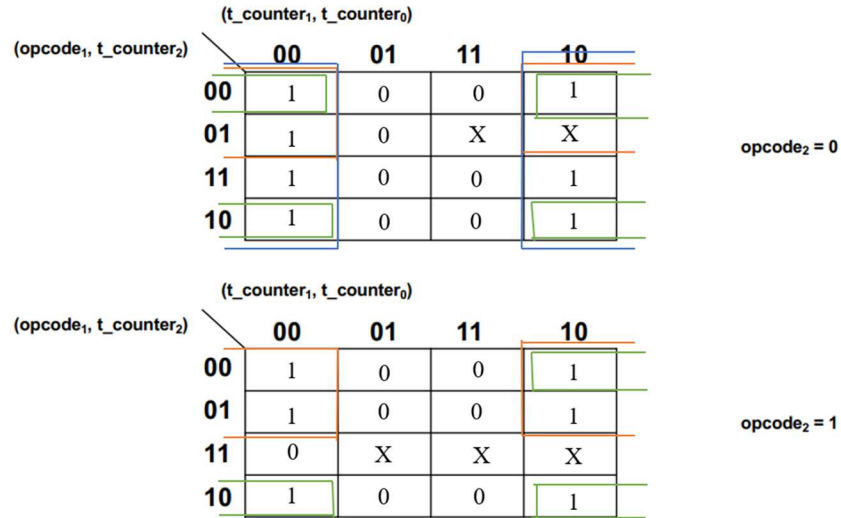 (t_counter₁, t_counter₀)
(opcode₁, t_counter₂) 00 01 11 10
00 1 0 0 1
01 1 0 X X opcode₂ = 0
11 1 0 0 1
10 1 0 0 1
(t_counter₁, t_counter₀)
(opcode₁, t_counter₂) 00 01 11 10
00 1 0 0 1
01 1 0 0 1
11 0 X X X opcode₂ = 1
10 1 0 0 1